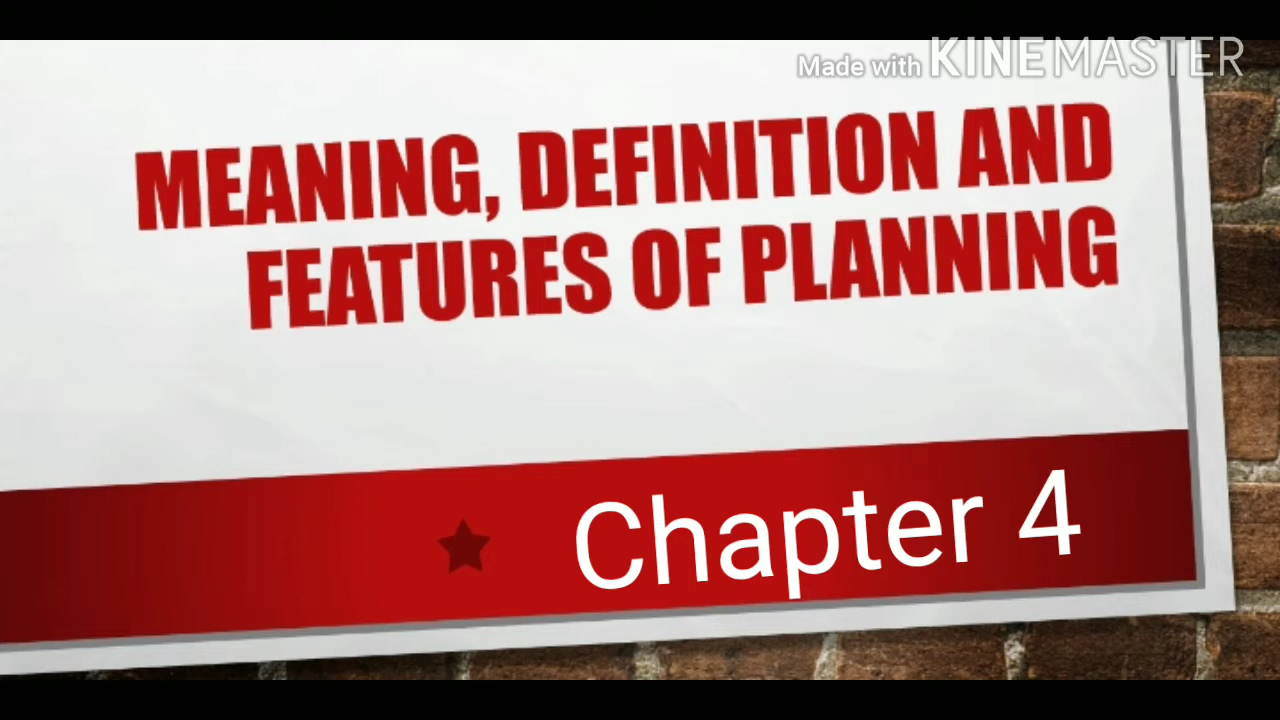 Made with KINEMASTER
MEANING, DEFINITION AND
FEATURES OF PLANNING
Chapter 4